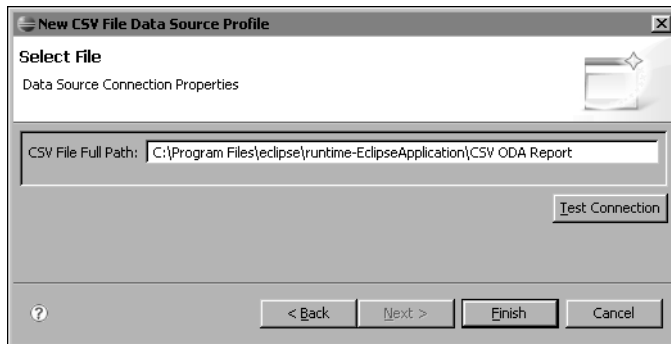 New CSV File Data Source Profile
Select File
Data Source Connection Properties
CSV File Full Path: C:\Program Files\eclipse\runtime-EclipseApplication\CSV ODA Report
Test Connection
? < Back Next > Finish Cancel